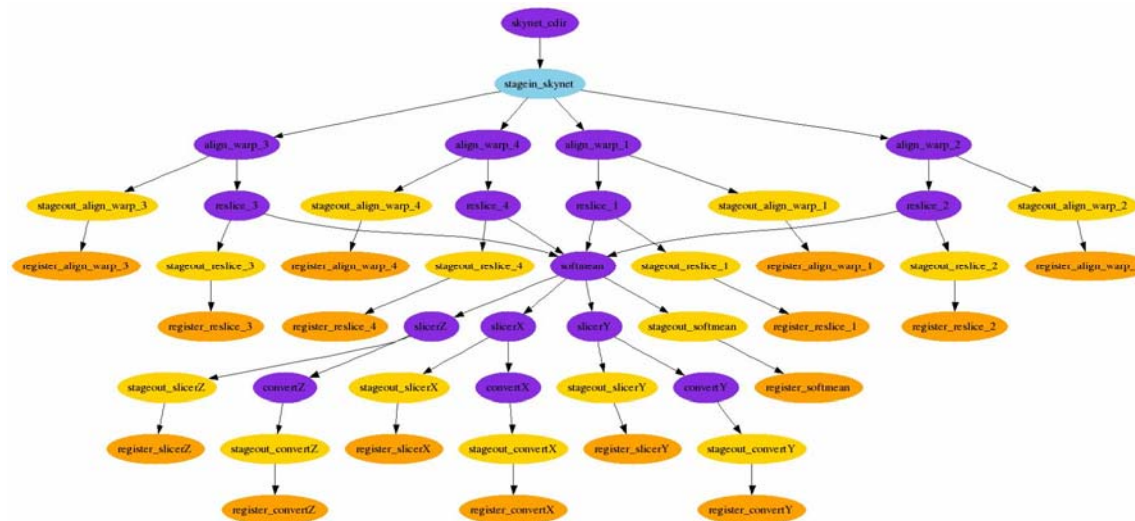 skynet_cdir
stagein_skynet
align_warp_3
align_warp_4
align_warp_1
align_warp_2
stageout_align_warp_3
reslice_3
stageout_align_warp_4
reslice_4
reslice_1
stageout_align_warp_1
reslice_2
stageout_align_warp_2
register_align_warp_3
stageout_reslice_3
register_align_warp_4
stageout_reslice_4
softmean
stageout_reslice_1
register_align_warp_1
stageout_reslice_2
register_align_warp_
register_reslice_3
register_reslice_4
slicerZ
slicerX
slicerY
stageout_softmean
register_reslice_1
register_reslice_2
stageout_slicerZ
convertZ
stageout_slicerX
convertX
stageout_slicerY
convertY
register_softmean
register_slicerZ
stageout_convertZ
register_slicerX
stageout_convertX
register_slicerY
stageout_convertY
register_convertZ
register_convertX
register_convertY